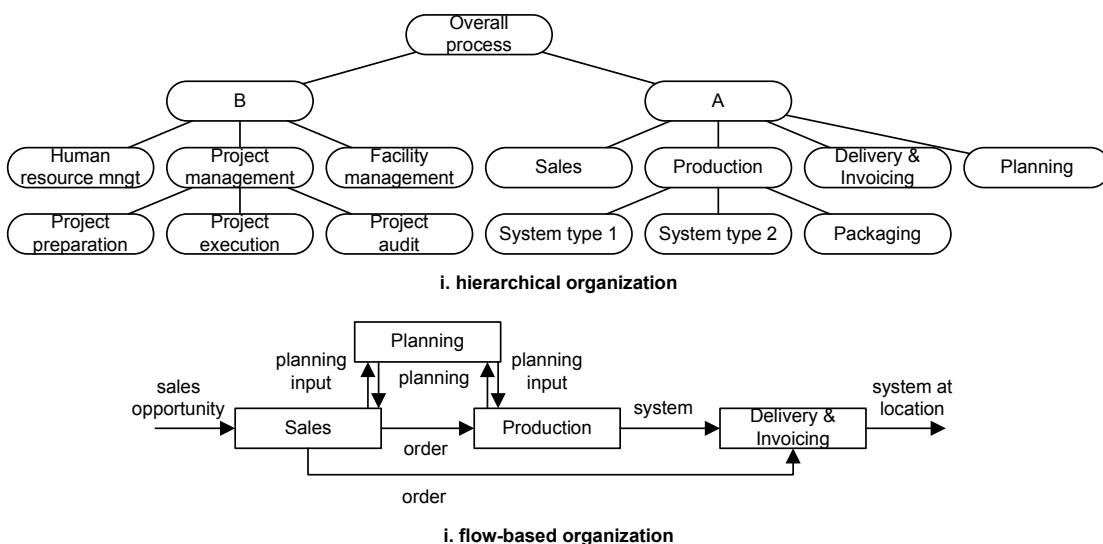 Overall
process
B
A
Human
resource mngt
Project
management
Facility
management
Sales
Production
Delivery &
Invoicing
Planning
Project
preparation
Project
execution
Project
audit
System type 1
System type 2
Packaging
i. hierarchical organization
Planning
planning
input
planning
planning
input
sales
opportunity
Sales
order
Production
system
Delivery &
Invoicing
system at
location
order
i. flow-based organization